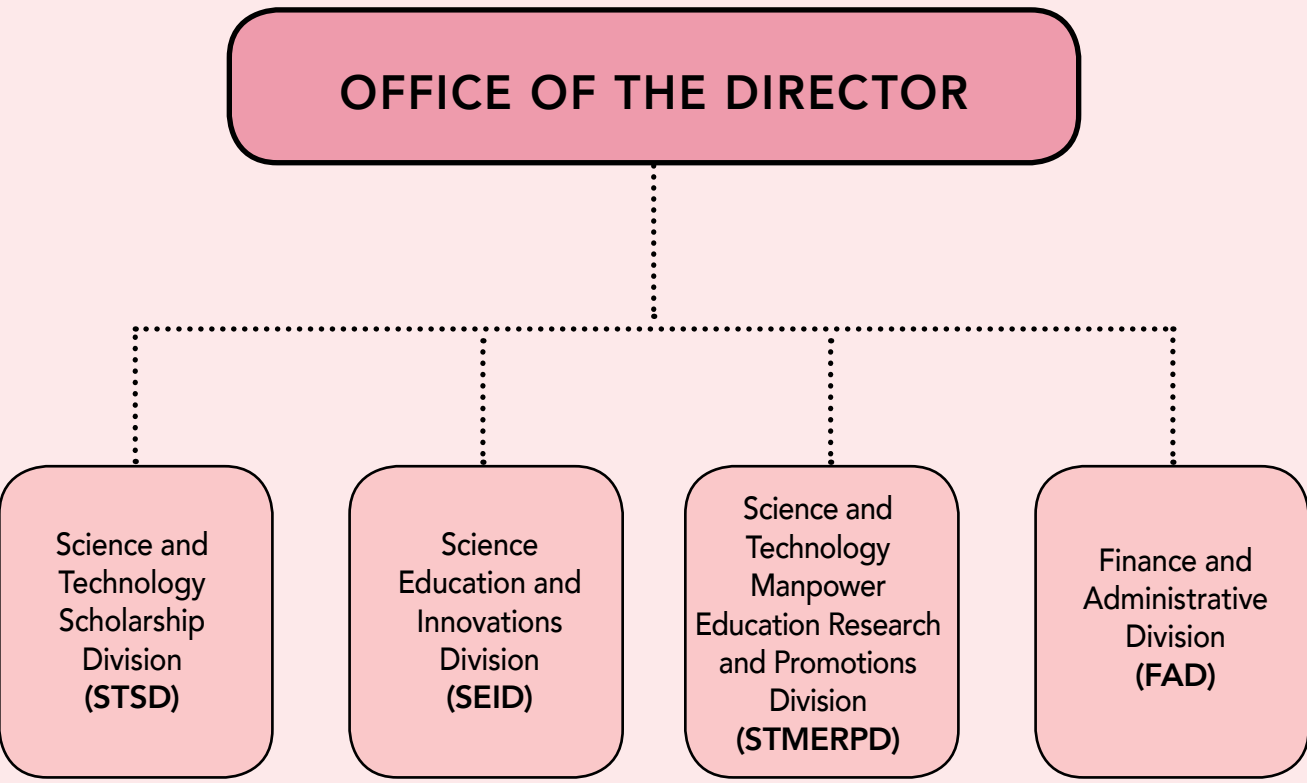 OFFICE OF THE DIRECTOR
Science and
Technology
Scholarship
Division
(STSD)
Science
Education and
Innovations
Division
(SEID)
Science and
Technology
Manpower
Education Research
and Promotions
Division
(STMERPD)
Finance and
Administrative
Division
(FAD)